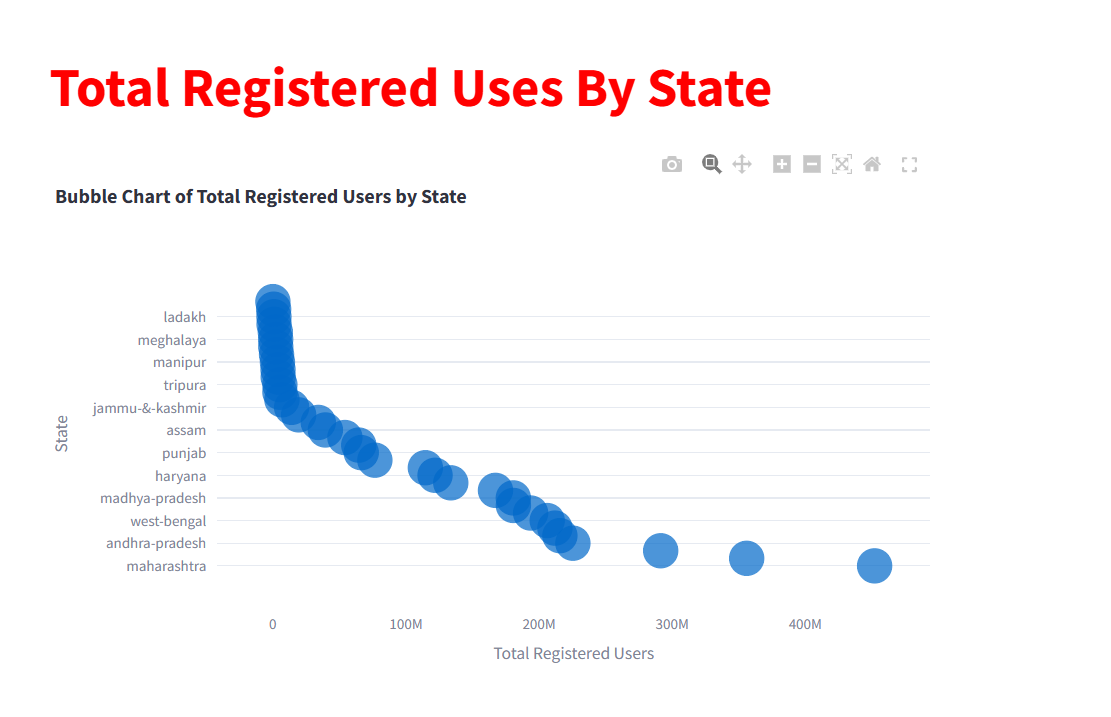 Total Registered Uses By State
Bubble Chart of Total Registered Users by State
ladakh
meghalaya
manipur
tripura
jammu-&-kashmir
assam
punjab
haryana
madhya-pradesh
west-bengal
andhra-pradesh
maharashtra
State
0 100M 200M 300M 400M
Total Registered Users